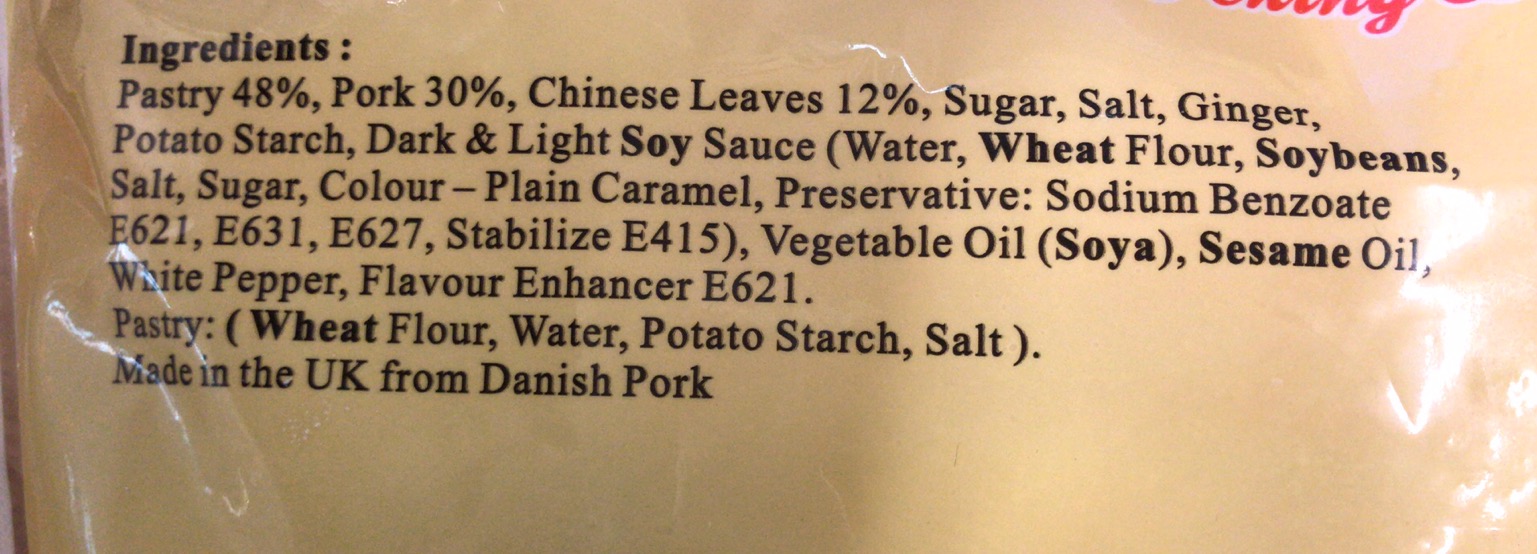 Ingredients :
Pastry 48%, Pork 30%, Chinese Leaves 12%, Sugar, Salt, Ginger,
Potato Starch, Dark & Light Soy Sauce (Water, Wheat Flour, Soybeans,
Salt, Sugar, Colour – Plain Caramel, Preservative: Sodium Benzoate
E621, E631, E627, Stabilize E415), Vegetable Oil (Soya), Sesame Oil,
White Pepper, Flavour Enhancer E621.
Pastry: ( Wheat Flour, Water, Potato Starch, Salt ).
Made in the UK from Danish Pork